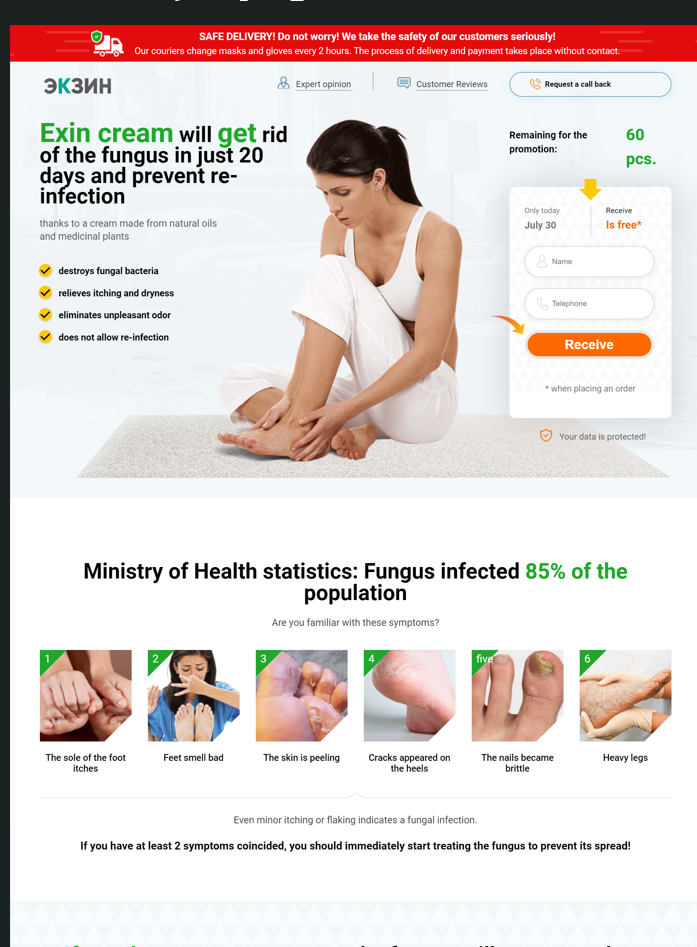 SAFE DELIVERY! Do not worry! We take the safety of our customers seriously!
Our couriers change masks and gloves every 2 hours. The process of delivery and payment takes place without contact.
ЭКЗИН
Expert opinion
Customer Reviews
Request a call back
Exin cream will get rid
of the fungus in just 20
days and prevent re-
infection
thanks to a cream made from natural oils
and medicinal plants
destroys fungal bacteria
relieves itching and dryness
eliminates unpleasant odor
does not allow re-infection
Remaining for the
promotion:
60
pcs.
Only today
July 30
Receive
Is free*
Name
Telephone
Receive
* when placing an order
Your data is protected!
Ministry of Health statistics: Fungus infected 85% of the
population
Are you familiar with these symptoms?
1
The sole of the foot
itches
2
Feet smell bad
3
The skin is peeling
4
Cracks appeared on
the heels
five
The nails became
brittle
6
Heavy legs
Even minor itching or flaking indicates a fungal infection.
If you have at least 2 symptoms coincided, you should immediately start treating the fungus to prevent its spread!